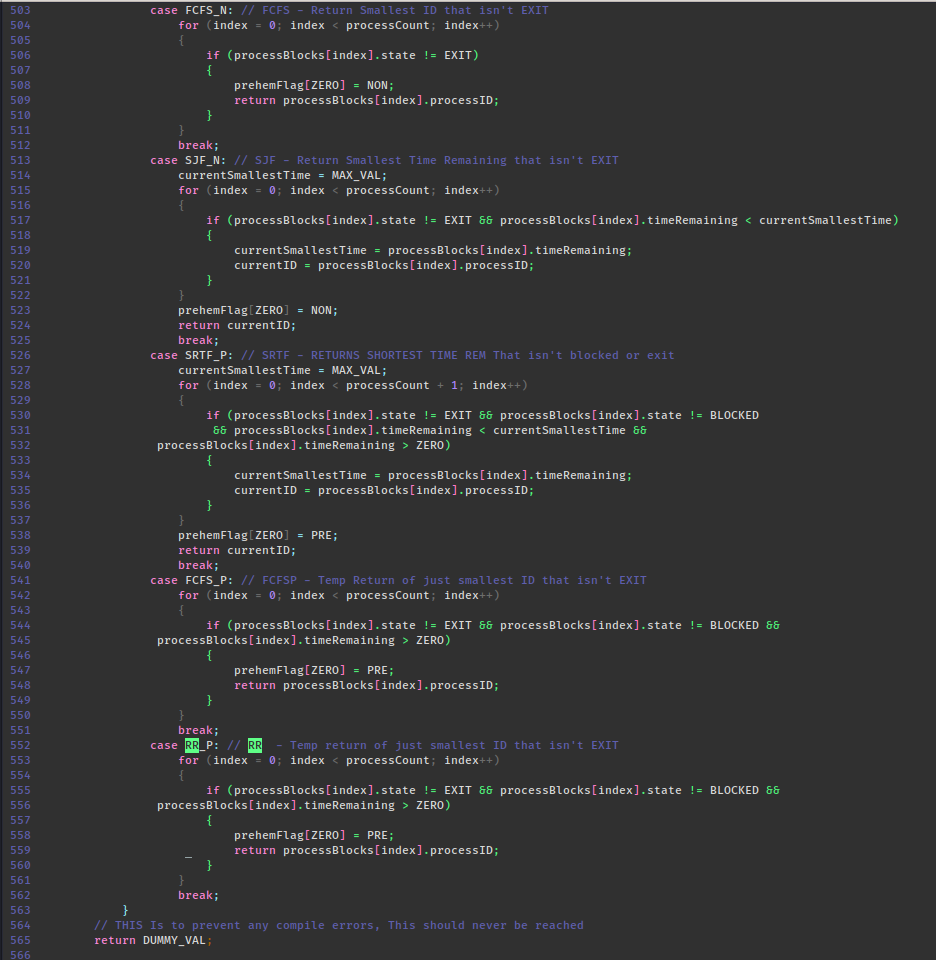 503 case FCFS_N: // FCFS - Return Smallest ID that isn't EXIT
504 for (index = 0; index < processCount; index++)
505 {
506 if (processBlocks[index].state != EXIT)
507 {
508 prehemFlag[ZERO] = NON;
509 return processBlocks[index].processID;
510 }
511 }
512 break;
513 case SJF_N: // SJF - Return Smallest Time Remaining that isn't EXIT
514 currentSmallestTime = MAX_VAL;
515 for (index = 0; index < processCount; index++)
516 {
517 if (processBlocks[index].state != EXIT && processBlocks[index].timeRemaining < currentSmallestTime)
518 {
519 currentSmallestTime = processBlocks[index].timeRemaining;
520 currentID = processBlocks[index].processID;
521 }
522 }
523 prehemFlag[ZERO] = NON;
524 return currentID;
525 break;
526 case SRTF_P: // SRTF - RETURNS SHORTEST TIME REM That isn't blocked or exit
527 currentSmallestTime = MAX_VAL;
528 for (index = 0; index < processCount + 1; index++)
529 {
530 if (processBlocks[index].state != EXIT && processBlocks[index].state != BLOCKED
531 && processBlocks[index].timeRemaining < currentSmallestTime &&
532 processBlocks[index].timeRemaining > ZERO)
533 {
534 currentSmallestTime = processBlocks[index].timeRemaining;
535 currentID = processBlocks[index].processID;
536 }
537 }
538 prehemFlag[ZERO] = PRE;
539 return currentID;
540 break;
541 case FCFS_P: // FCFSP - Temp Return of just smallest ID that isn't EXIT
542 for (index = 0; index < processCount; index++)
543 {
544 if (processBlocks[index].state != EXIT && processBlocks[index].state != BLOCKED &&
545 processBlocks[index].timeRemaining > ZERO)
546 {
547 prehemFlag[ZERO] = PRE;
548 return processBlocks[index].processID;
549 }
550 }
551 break;
552 case RR_P: // RR  - Temp return of just smallest ID that isn't EXIT
553 for (index = 0; index < processCount; index++)
554 {
555 if (processBlocks[index].state != EXIT && processBlocks[index].state != BLOCKED &&
556 processBlocks[index].timeRemaining > ZERO)
557 {
558 prehemFlag[ZERO] = PRE;
559 return processBlocks[index].processID;
560 }
561 }
562 break;
563 }
564 // THIS Is to prevent any compile errors, This should never be reached
565 return DUMMY_VAL;
566